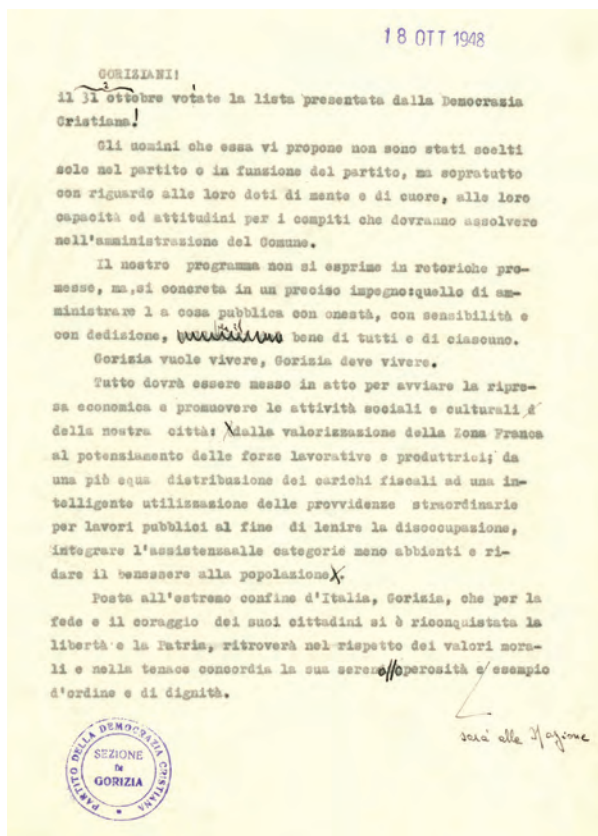 18 OTT 1948
GORIZIANI!
il 31 ottobre votate la lista presentata dalla Democrazia
Cristiana!
Gli uomini che essa vi propone non sono stati scelti
solo nel partito e in funzione del partito, ma sopratutto
con riguardo alle loro doti di mente e di cuore, alle loro
capacità ed attitudini per i compiti che dovranno assolvere
nell'amministrazione del Comune.
Il nostro programma non si esprime in retoriche pro-
messe, ma,si concreta in un preciso impegno:quello di am-
ministrare l a cosa pubblica con onestà, con sensibilità e
con dedizione, bene di tutti e di ciascuno.
Gorizia vuole vivere, Gorizia deve vivere.
Tutto dovrà essere messo in atto per avviare la ripre-
sa economica e promuovere le attività sociali e culturali
della nostra città: dalla valorizzazione della Zona Franca
al potenziamento delle forze lavorative e produttrici; da
una più equa distribuzione dei carichi fiscali ad una in-
telligente utilizzazione delle provvidenze straordinarie
per lavori pubblici al fine di lenire la disoccupazione,
integrare l'assistenzaalle categorie meno abbienti e ri-
dare il benessere alla popolazione.
Posta all'estremo confine d'Italia, Gorizia, che per la
fede e il coraggio dei suoi cittadini si è riconquistata la
libertà e la Patria, ritroverà nel rispetto dei valori mora-
li e nella tenace concordia la sua serena operosità e esempio
d'ordine e di dignità.
sarà alla Nazione
PARTITO DELLA DEMOCRAZIA CRISTIANA
SEZIONE
DI
GORIZIA